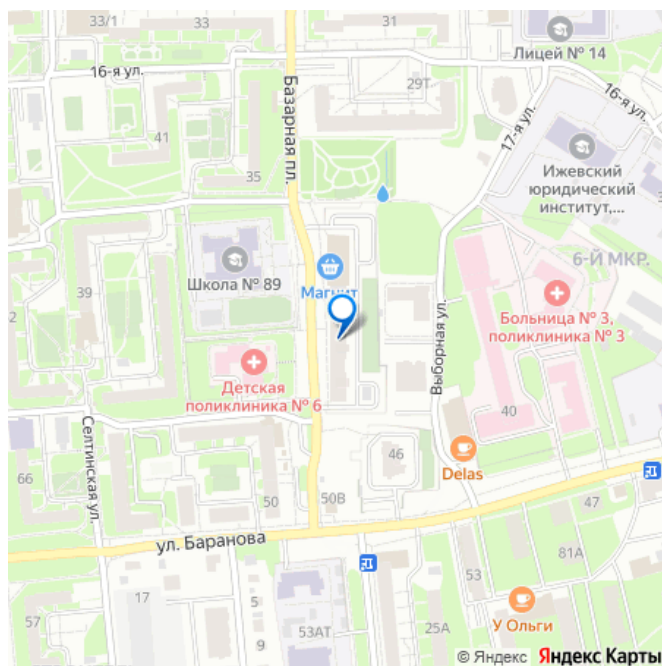 33/1
33
31
Лицей № 14
16-я ул.
29Т
16-я ул.
Базарная пл.
17-я ул.
41
35
Ижевский
юридический
институт,...
3
Школа № 89
Магнит
6-Й МКР.
39
2
Больница № 3,
поликлиника № 3
Выборная ул.
Детская
поликлиника № 6
40
Селтинская ул.
46
Delas
66
50
50В
47
ул. Баранова
81А
53
17
5
57
9
53АТ
25А
У Ольги
© Яндекс Яндекс Карты